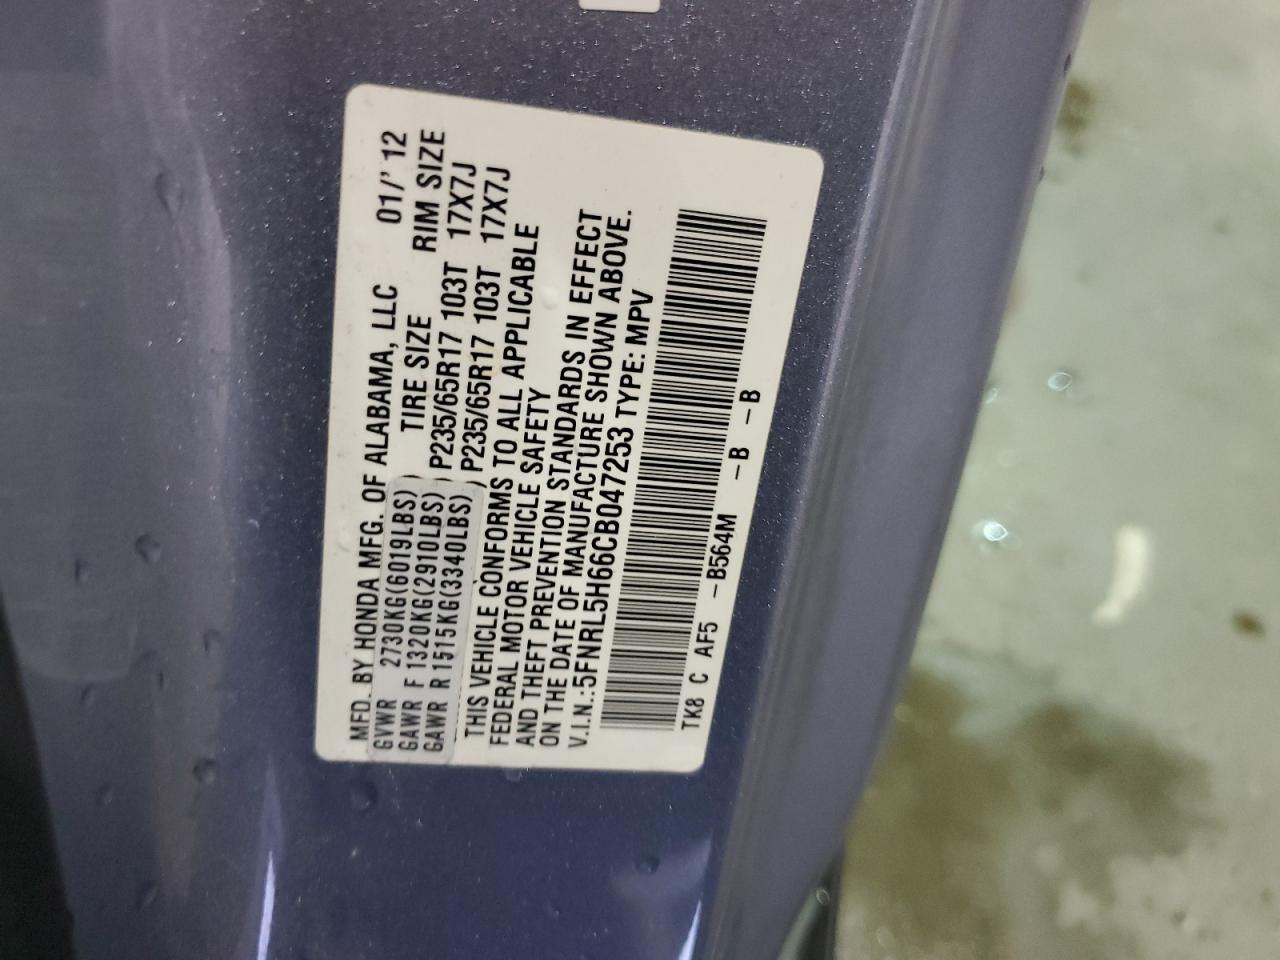 MFD. BY HONDA MFG. OF ALABAMA, LLC 01/'12
GVWR 2730KG(6019LBS) TIRE SIZE RIM SIZE
GAWR F 1320KG(2910LBS) P235/65R17 103T 17X7J
GAWR R 1515KG(3340LBS) P235/65R17 103T 17X7J
THIS VEHICLE CONFORMS TO ALL APPLICABLE
FEDERAL MOTOR VEHICLE SAFETY
AND THEFT PREVENTION STANDARDS IN EFFECT
ON THE DATE OF MANUFACTURE SHOWN ABOVE.
V.I.N.:5FNRL5H66CB047253 TYPE: MPV
TK8 C AF5 -B564M -B -B